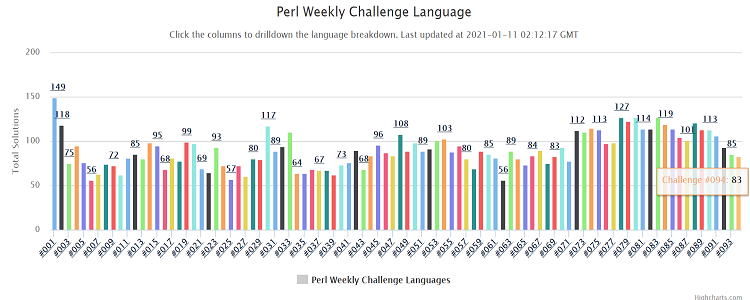 Perl Weekly Challenge Language
Click the columns to drilldown the language breakdown. Last updated at 2021-01-11 02:12:17 GMT
Total Solutions
200
150
100
50
0
149 118 75 94 56 72 85 95 68 99 69 93 57 79 117 89 64 67 73 68 96 108 89 103 80 85 56 89 84 83 112 112 127 114 119 101 113 85
Challenge #094: 83
#001 #003 #005 #007 #009 #011 #013 #015 #017 #019 #021 #023 #025 #027 #029 #031 #033 #035 #037 #039 #041 #043 #045 #047 #049 #051 #053 #055 #057 #059 #061 #063 #065 #067 #069 #071 #073 #075 #077 #079 #081 #083 #085 #087 #089 #091 #093
Perl Weekly Challenge Languages
Highcharts.com